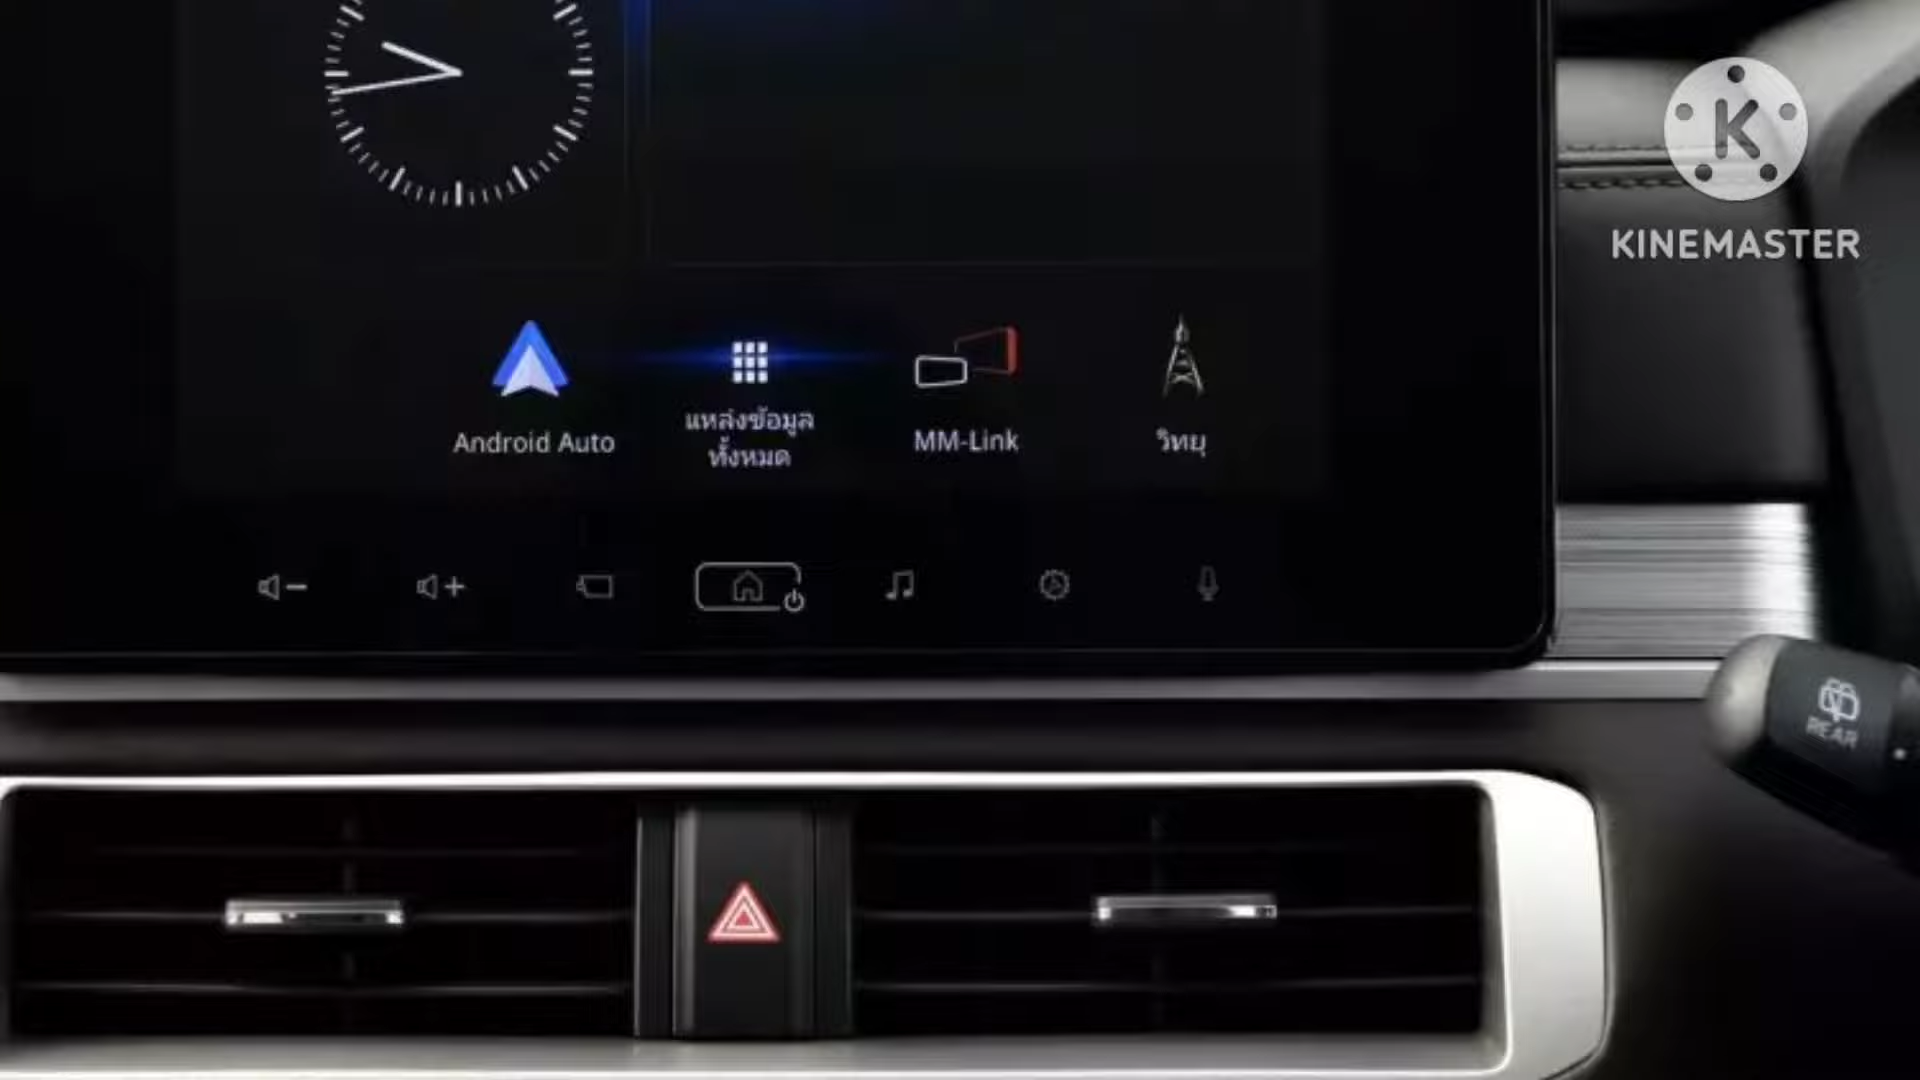 K
KINEMASTER
Android Auto
แหล่งข้อมูล
ทั้งหมด
MM-Link
วิทยุ
REAR